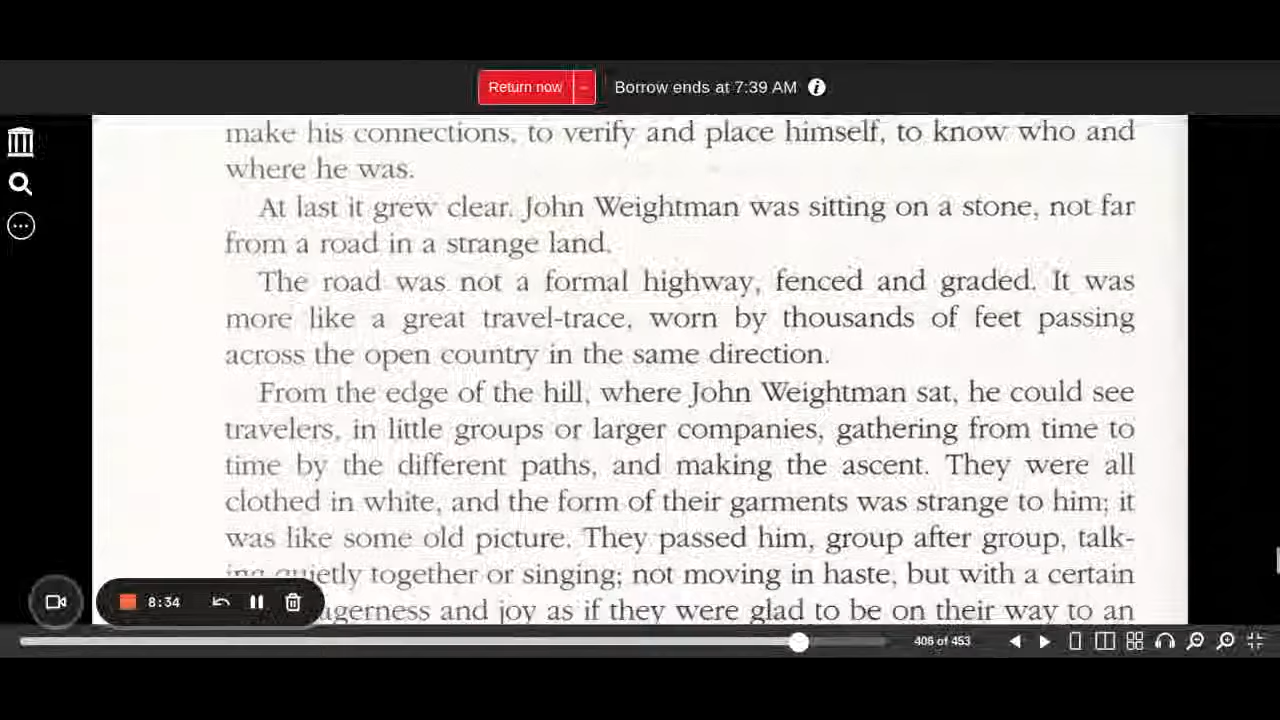 Return now
Borrow ends at 7:39 AM
make his connections, to verify and place himself, to know who and
where he was.
At last it grew clear. John Weightman was sitting on a stone, not far
from a road in a strange land.
The road was not a formal highway, fenced and graded. It was
more like a great travel-trace, worn by thousands of feet passing
across the open country in the same direction.
From the edge of the hill, where John Weightman sat, he could see
travelers, in little groups or larger companies, gathering from time to
time by the different paths, and making the ascent. They were all
clothed in white, and the form of their garments was strange to him; it
was like some old picture. They passed him, group after group, talk-
quietly together or singing; not moving in haste, but with a certain
agerness and joy as if they were glad to be on their way to an
8:34
406 of 453